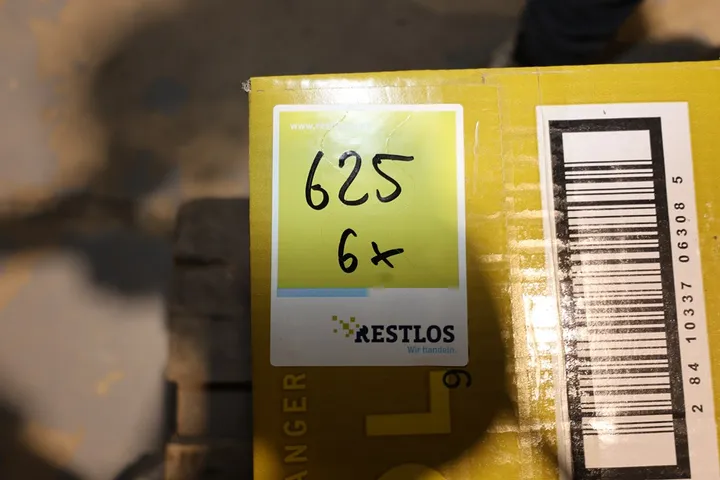 625
6x
RESTLOS
Wir handeln.
ANGER
2 84 10337 06308 5